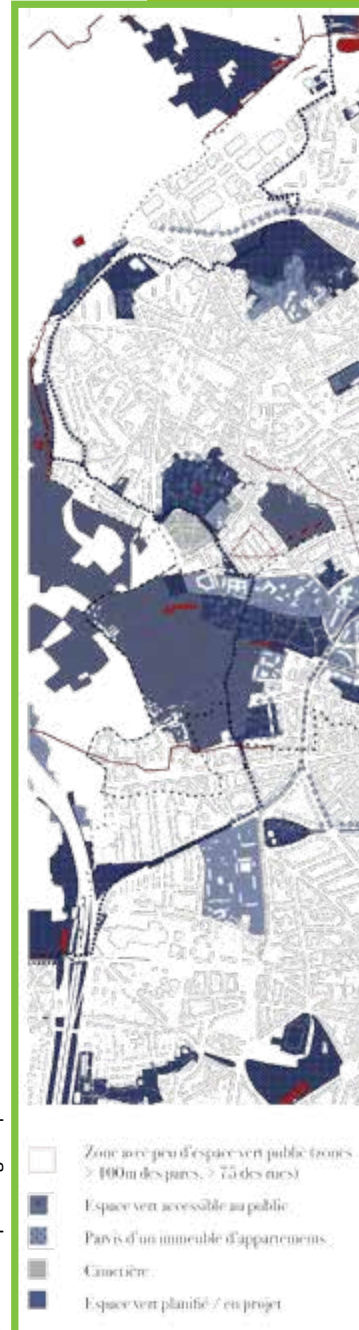 Zone avec peu d'espace vert public (zones
> 100m des parcs, > 75 des rues)
Espace vert accessible au public
Parvis d'un immeuble d'appartements
Cimetière
Espace vert planifié / en projet